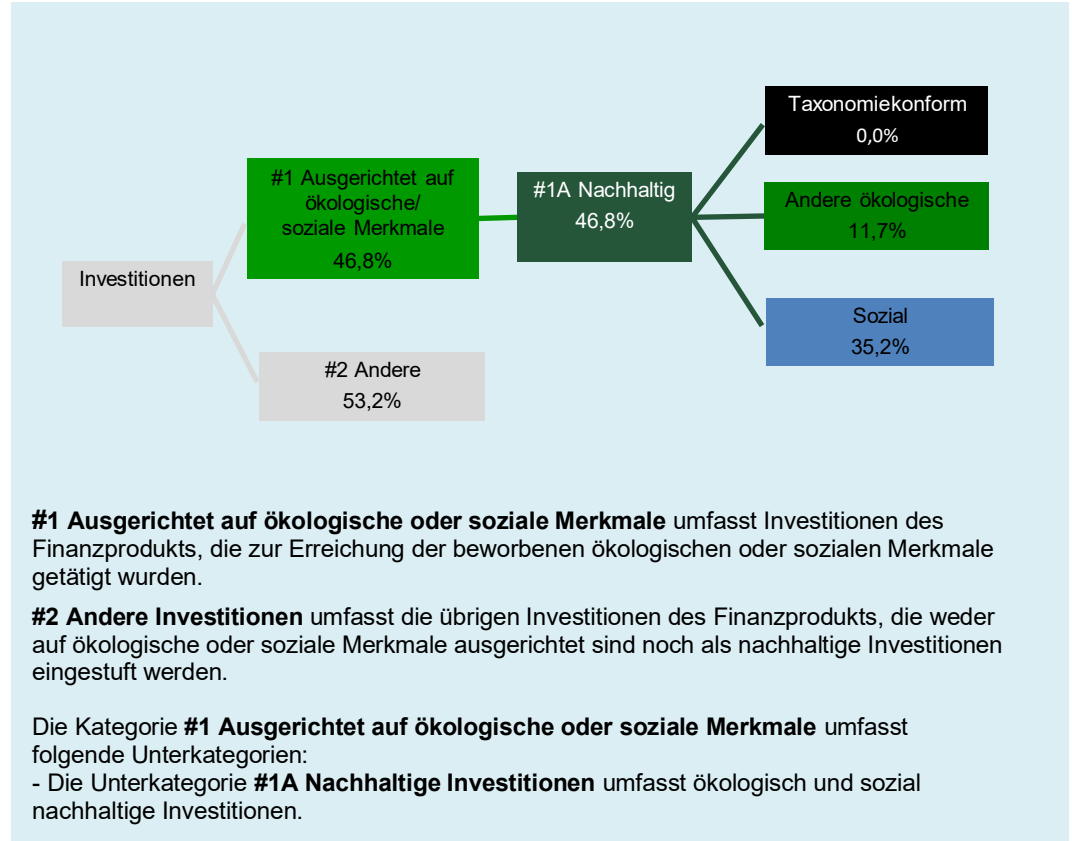 Taxonomiekonform
0,0%
#1 Ausgerichtet auf
ökologische/
soziale Merkmale
46,8%
#1A Nachhaltig
46,8%
Andere ökologische
11,7%
Investitionen
Sozial
35,2%
#2 Andere
53,2%
#1 Ausgerichtet auf ökologische oder soziale Merkmale umfasst Investitionen des
Finanzprodukts, die zur Erreichung der beworbenen ökologischen oder sozialen Merkmale
getätigt wurden.
#2 Andere Investitionen umfasst die übrigen Investitionen des Finanzprodukts, die weder
auf ökologische oder soziale Merkmale ausgerichtet sind noch als nachhaltige Investitionen
eingestuft werden.
Die Kategorie #1 Ausgerichtet auf ökologische oder soziale Merkmale umfasst
folgende Unterkategorien:
- Die Unterkategorie #1A Nachhaltige Investitionen umfasst ökologisch und sozial
nachhaltige Investitionen.